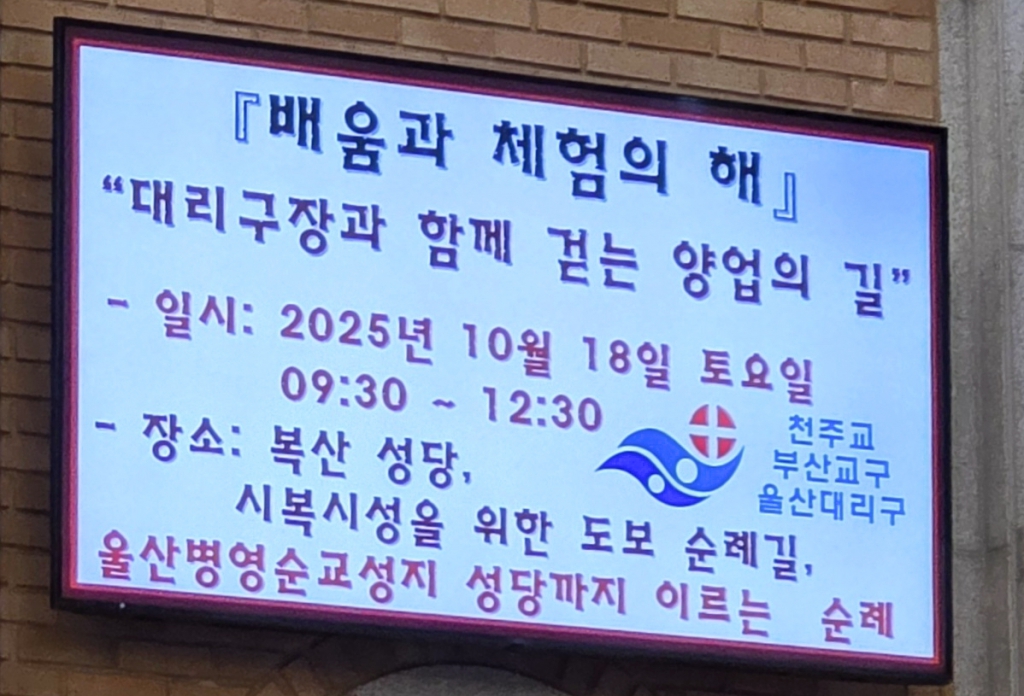 『배움과 체험의 해』
“대리구장과 함께 걷는 양업의 길”
- 일시: 2025년 10월 18일 토요일
09:30 ~ 12:30
- 장소: 복산 성당,
시복시성을 위한 도보 순례길,
울산병영순교성지 성당까지 이르는 순례
천주교
부산교구
울산대리구